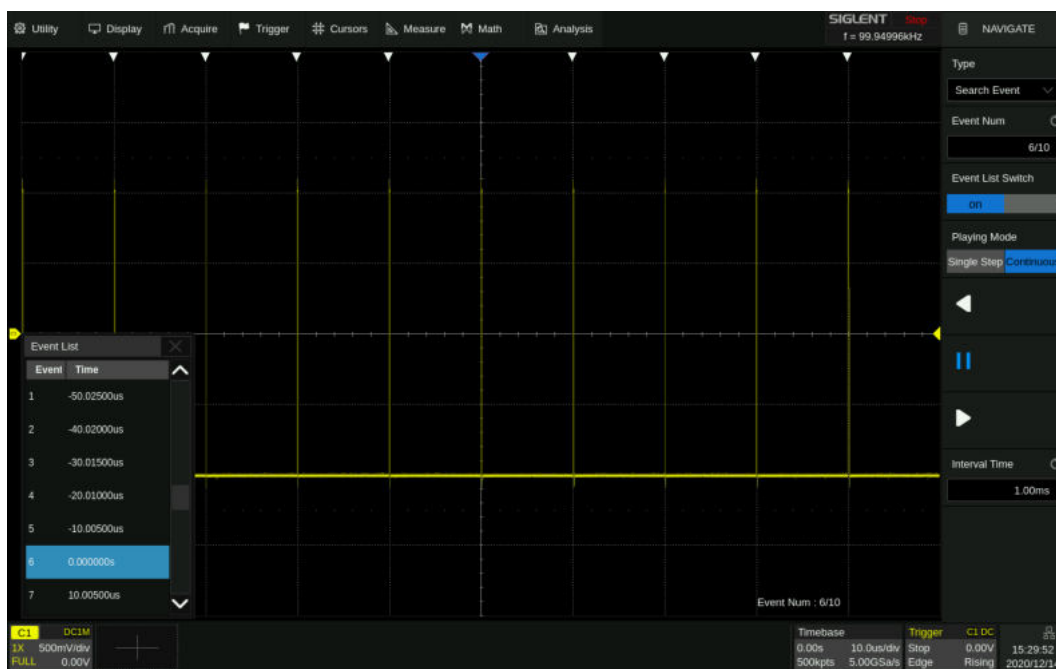 Utility Display Acquire Trigger Cursors Measure Math Analysis
SIGLENT Stop
f = 99.94996kHz
NAVIGATE
Type
Search Event
Event Num
6/10
Event List Switch
on
Playing Mode
Single Step Continuous
Interval Time
1.00ms
Event List
Event Time
1 -50.02500us
2 -40.02000us
3 -30.01500us
4 -20.01000us
5 -10.00500us
6 0.000000s
7 10.00500us
Event Num : 6/10
C1 DC1M
1X 500mV/div
FULL 0.00V
Timebase
0.00s 10.0us/div
500kpts 5.00GSa/s
Trigger C1 DC
Stop 0.00V
Edge Rising
15:29:52